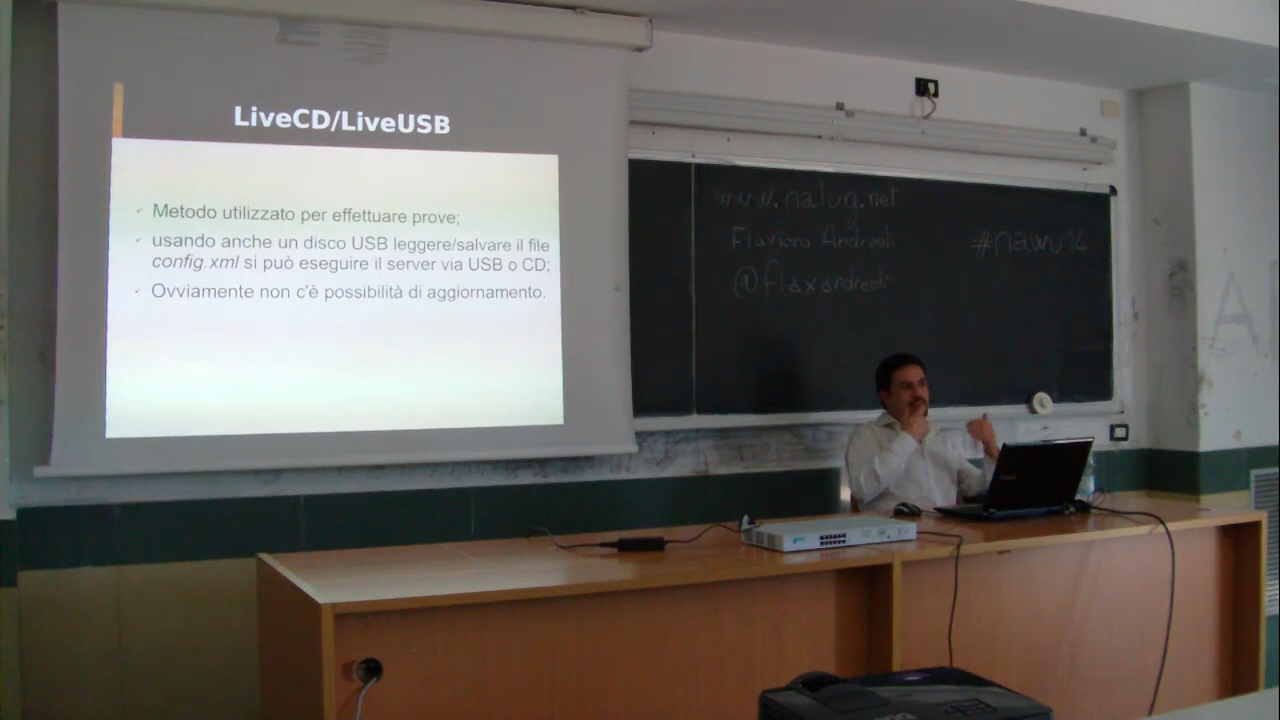 LiveCD/LiveUSB
Metodo utilizzato per effettuare prove;
usando anche un disco USB leggere/salvare il file
config.xml si può eseguire il server via USB o CD;
Ovviamente non c'è possibilità di aggiornamento.
www.nalug.net
Flaviano Andreoli
@flaxandreoli
#nawu14